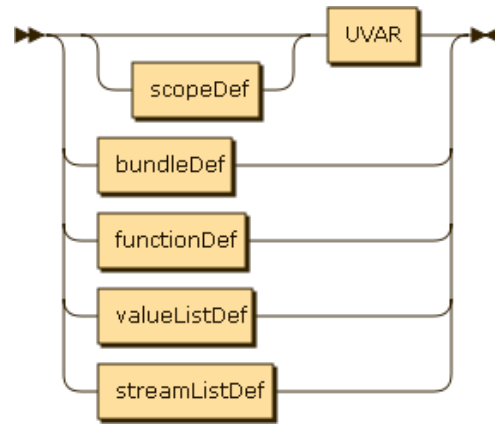 UVAR
scopeDef
bundleDef
functionDef
valueListDef
streamListDef